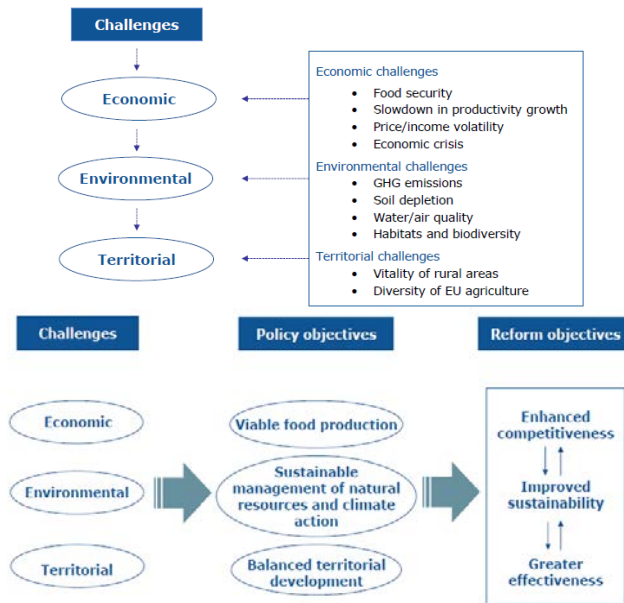 Challenges
Economic
Environmental
Territorial
Economic challenges
• Food security
• Slowdown in productivity growth
• Price/income volatility
• Economic crisis
Environmental challenges
• GHG emissions
• Soil depletion
• Water/air quality
• Habitats and biodiversity
Territorial challenges
• Vitality of rural areas
• Diversity of EU agriculture
Challenges
Policy objectives
Reform objectives
Economic
Environmental
Territorial
Viable food production
Sustainable
management of natural
resources and climate
action
Balanced territorial
development
Enhanced
competitiveness
Improved
sustainability
Greater
effectiveness